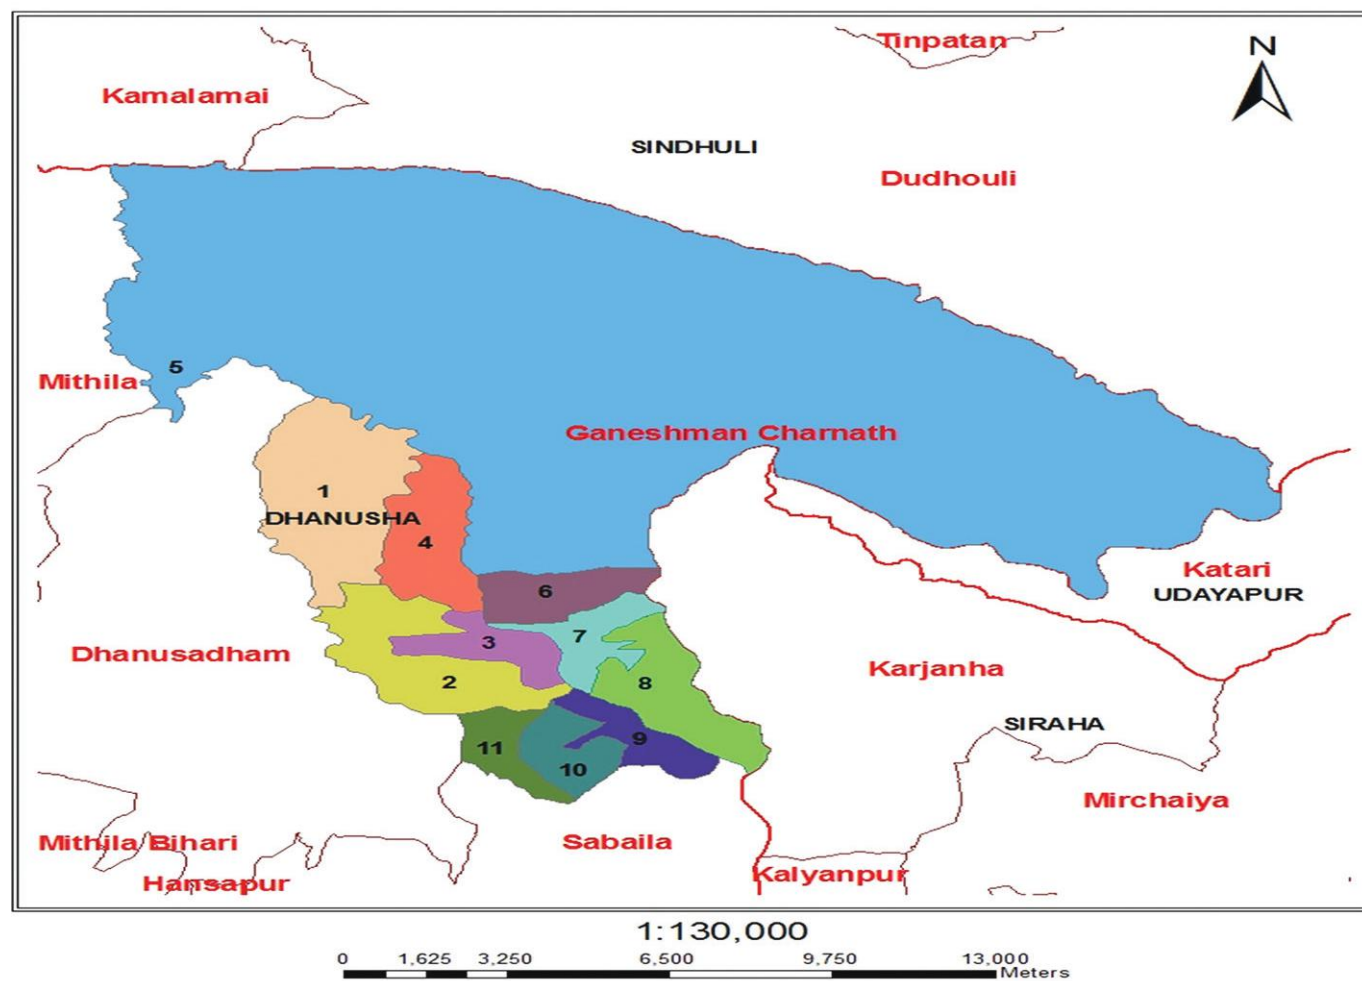 Tinpatan
N
Kamalamai
SINDHULI
Dudhouli
5
Mithila
Ganeshman Charnath
1
DHANUSHA
4
6
Katari
UDAYAPUR
7
3
Dhanusadham
Karjanha
2
8
SIRAHA
9
11
10
Mirchaiya
Mithila Bihari
Sabaila
Kalyanpur
Hansapur
1:130,000
0 1,625 3,250 6,500 9,750 13,000
Meters